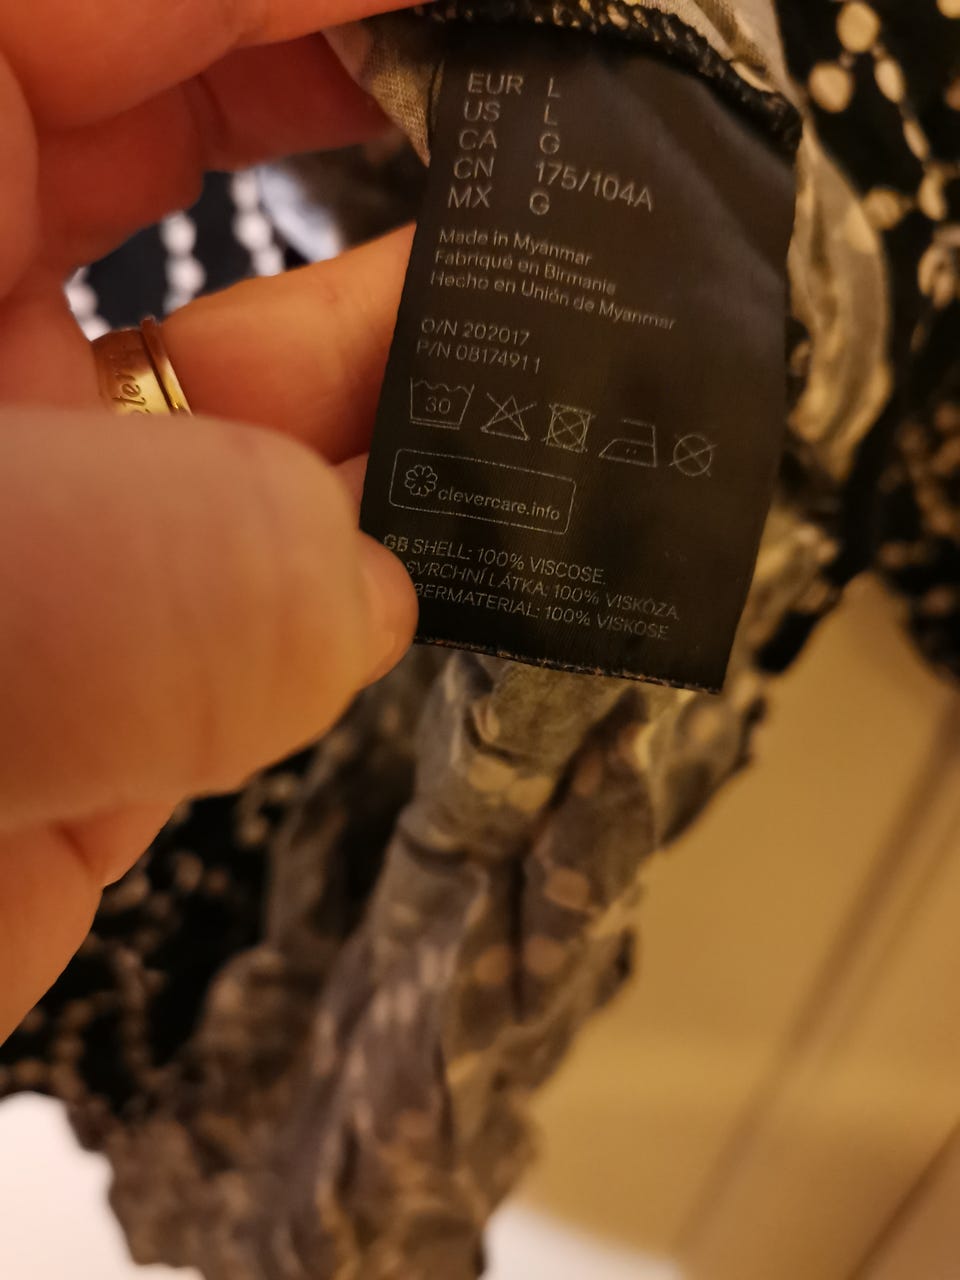 EUR L
US L
CA G
CN 175/104A
MX G
Made in Myanmar
Fabriqué en Birmanie
Hecho en Unión de Myanmar
O/N 202017
P/N 08174911
30
clevercare.info
GB SHELL: 100% VISCOSE.
SVRCHNÍ LÁTKA: 100% VISKÓZA
BERMATERIAL: 100% VISKOSE